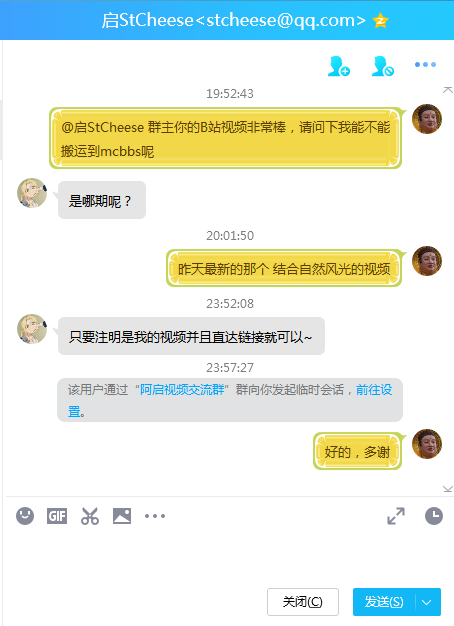 启StCheese<stcheese@qq.com>
19:52:43
@启StCheese 群主你的B站视频非常棒，请问下我能不能
搬运到mcbbs呢
是哪期呢？
20:01:50
昨天最新的那个 结合自然风光的视频
23:52:08
只要注明是我的视频并且直达链接就可以~
23:57:27
该用户通过“阿启视频交流群”群向你发起临时会话，前往设
置。
好的，多谢
GIF
关闭(C)
发送(S)